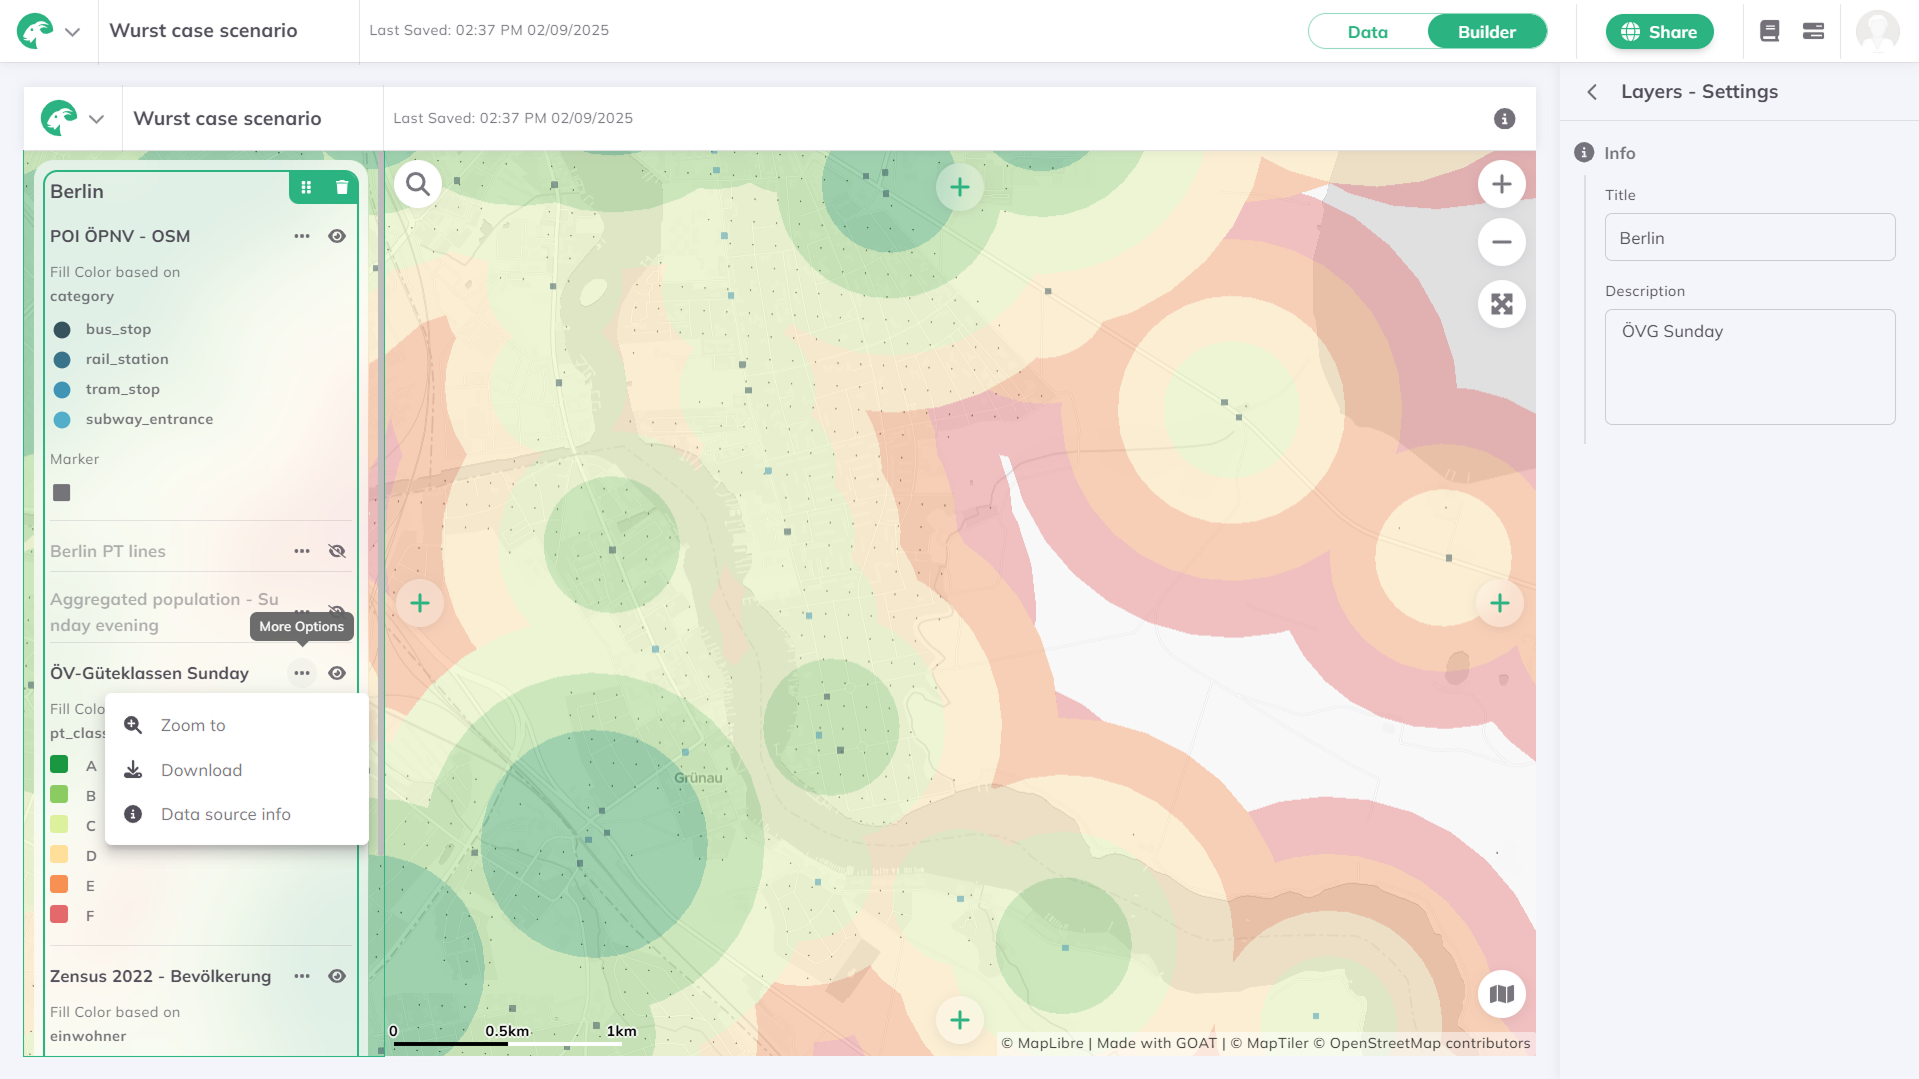 Wurst case scenario
Last Saved: 02:37 PM 02/09/2025
Data
Builder
Share
Wurst case scenario
Last Saved: 02:37 PM 02/09/2025
Berlin
POI ÖPNV - OSM
Fill Color based on
category
bus_stop
rail_station
tram_stop
subway_entrance
Marker
Berlin PT lines
Aggregated population - Su
nday evening
More Options
ÖV-Güteklassen Sunday
Fill Colo
pt_class
Zoom to
Download
Data source info
A
B
C
D
E
F
Zensus 2022 - Bevölkerung
Fill Color based on
einwohner
Grünau
0
0.5km
1km
© MapLibre | Made with GOAT | © MapTiler © OpenStreetMap contributors
Layers - Settings
Info
Title
Berlin
Description
ÖVG Sunday